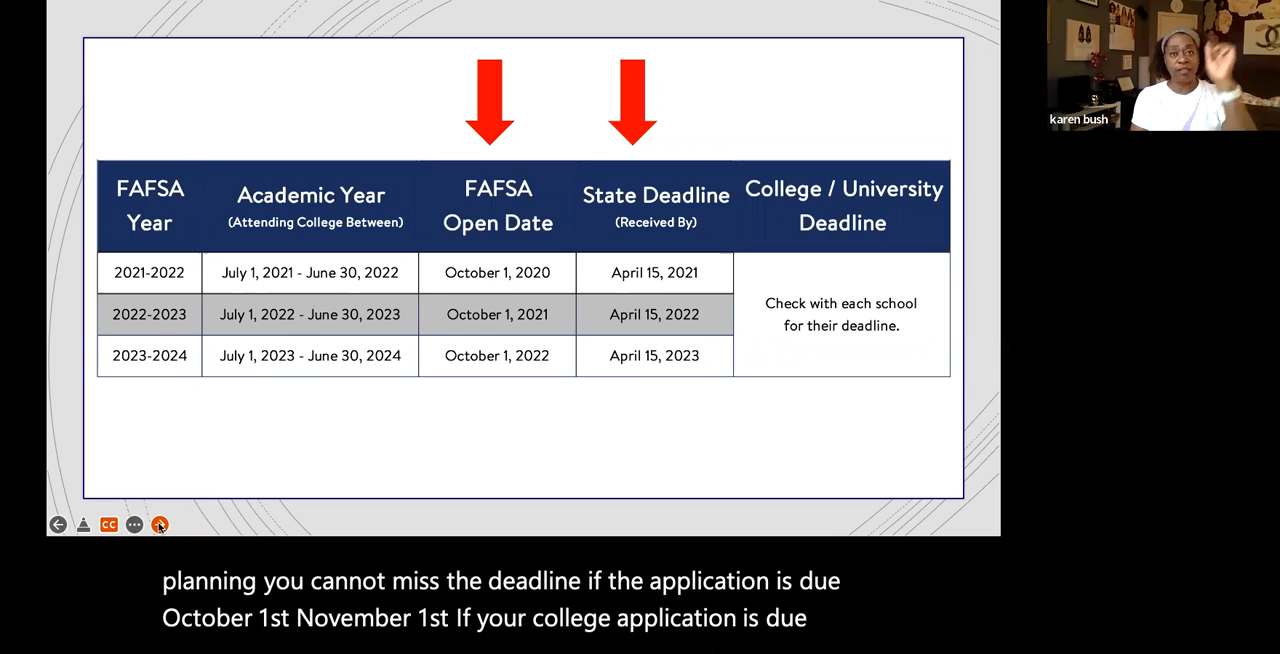 FAFSA
Year
Academic Year
(Attending College Between)
FAFSA
Open Date
State Deadline
(Received By)
College / University
Deadline
2021-2022
July 1, 2021 - June 30, 2022
October 1, 2020
April 15, 2021
2022-2023
July 1, 2022 - June 30, 2023
October 1, 2021
April 15, 2022
2023-2024
July 1, 2023 - June 30, 2024
October 1, 2022
April 15, 2023
Check with each school
for their deadline.
karen bush
CC
planning you cannot miss the deadline if the application is due
October 1st November 1st If your college application is due